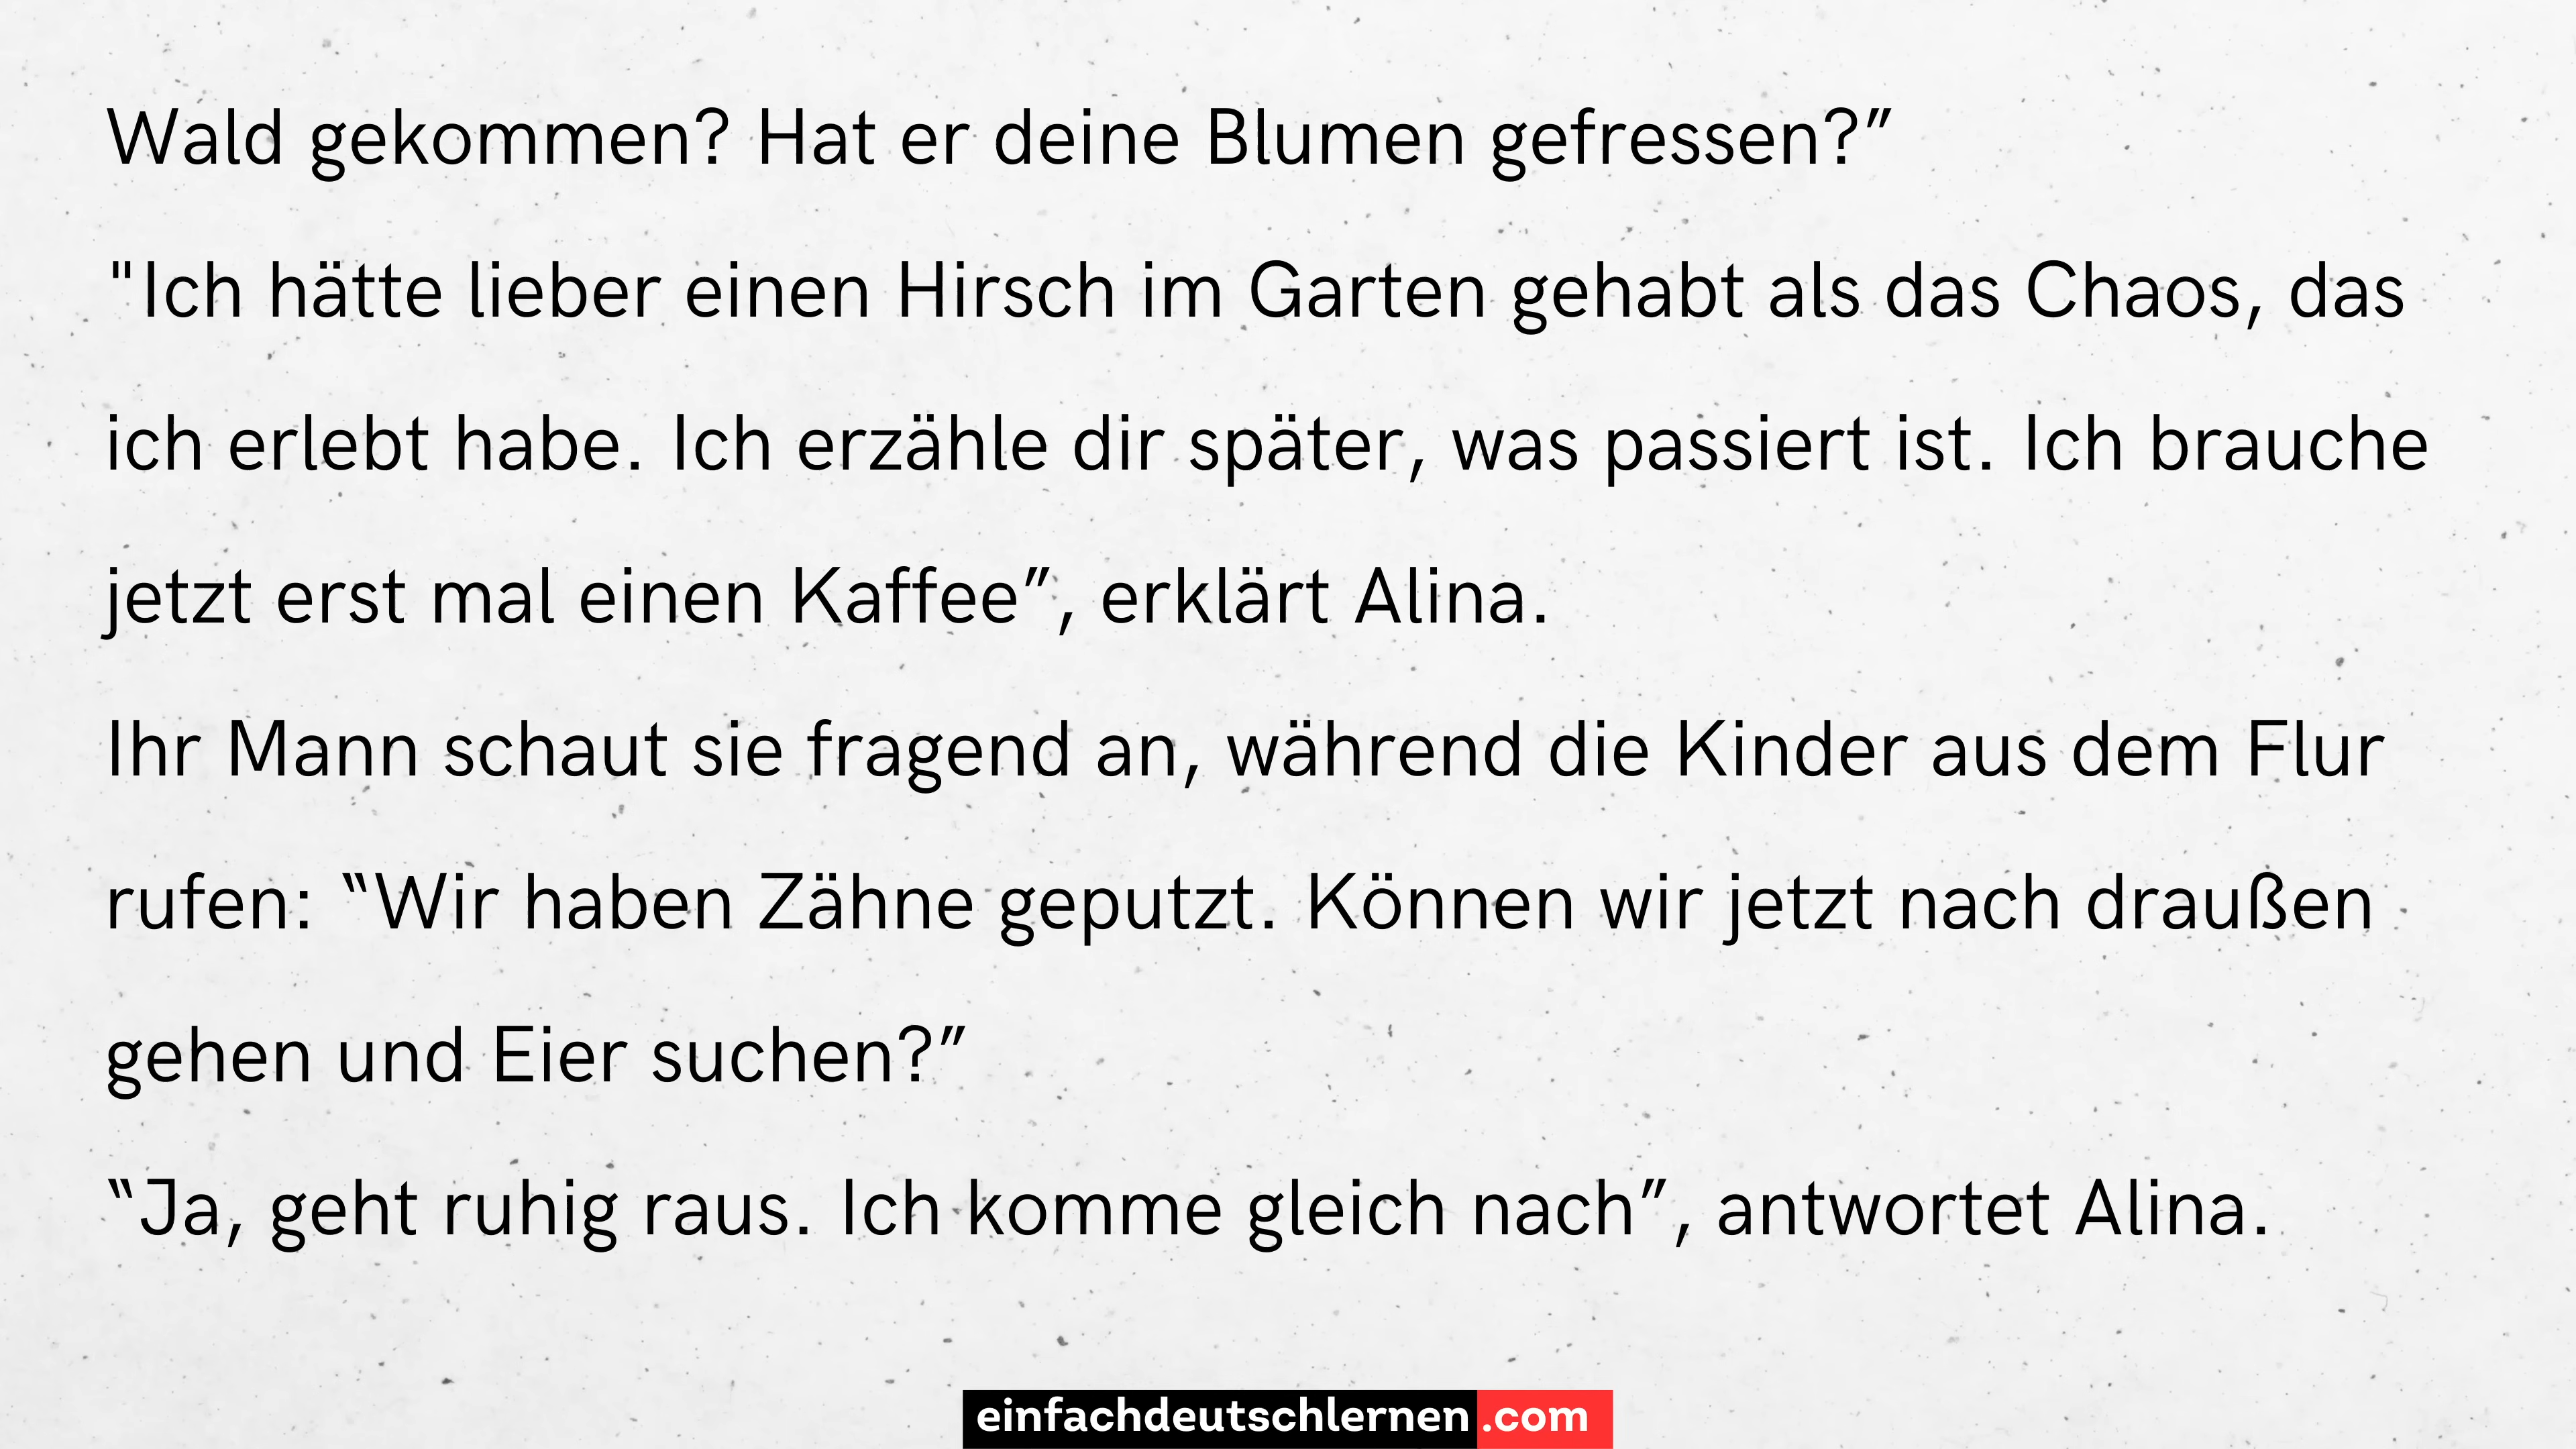 Wald gekommen? Hat er deine Blumen gefressen?”
"Ich hätte lieber einen Hirsch im Garten gehabt als das Chaos, das
ich erlebt habe. Ich erzähle dir später, was passiert ist. Ich brauche
jetzt erst mal einen Kaffee”, erklärt Alina.
Ihr Mann schaut sie fragend an, während die Kinder aus dem Flur
rufen: “Wir haben Zähne geputzt. Können wir jetzt nach draußen
gehen und Eier suchen?”
“Ja, geht ruhig raus. Ich komme gleich nach”, antwortet Alina.
einfachdeutschlernen.com